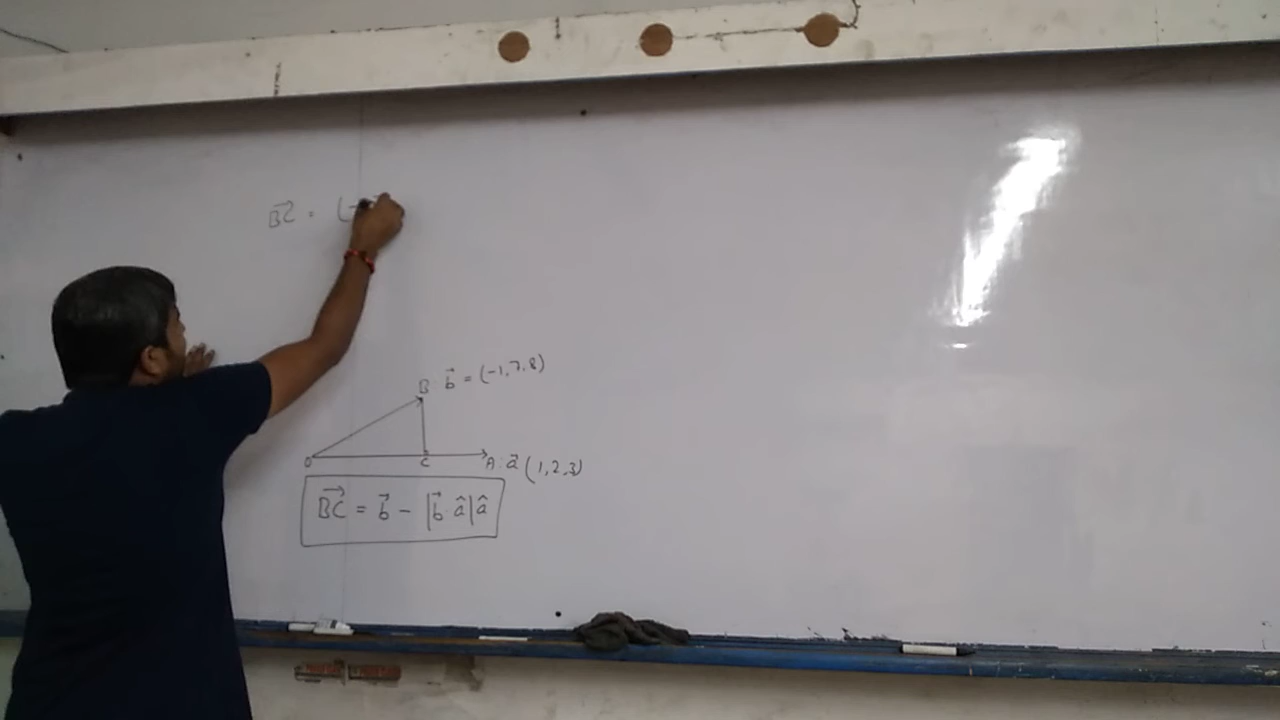 BC⃗ = (-
B: b⃗ = (-1,7,8)
O C A: a⃗ (1,2,3)
BC⃗ = b⃗ - |b⃗.â|â